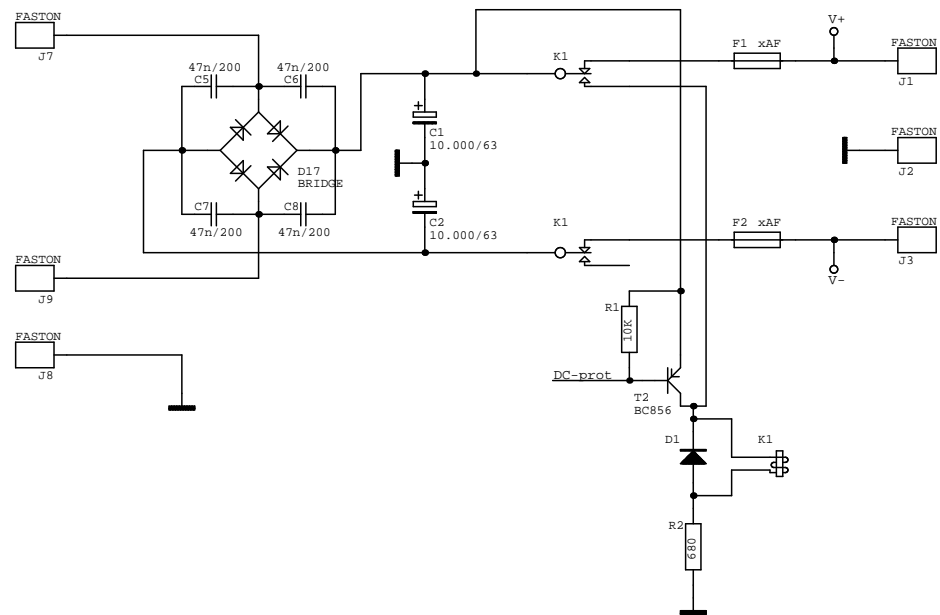 FASTON
J7
47n/200
C5
47n/200
C6
D17
BRIDGE
C7
47n/200
C8
47n/200
FASTON
J9
FASTON
J8
+
C1
10.000/63
+
C2
10.000/63
K1
K1
F1 xAF
V+
FASTON
J1
FASTON
J2
F2 xAF
V-
FASTON
J3
R1
10K
DC-prot
T2
BC856
D1
K1
R2
680